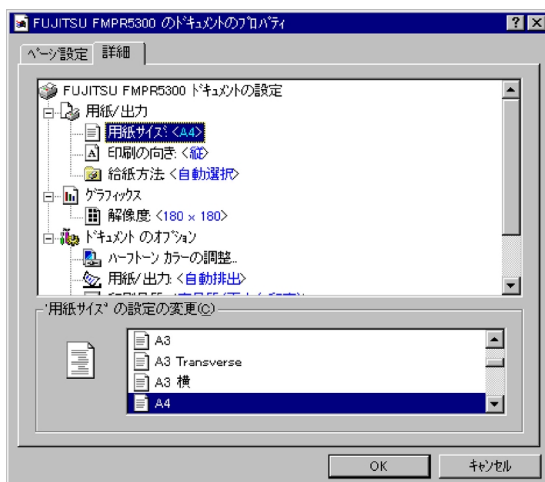 FUJITSU FMPR5300 のﾄﾞｷｭﾒﾝﾄのﾌﾟﾛﾊﾟﾃｨ
ﾍﾟｰｼﾞ設定 詳細
FUJITSU FMPR5300 ﾄﾞｷｭﾒﾝﾄの設定
用紙/出力
用紙ｻｲｽﾞ: <A4>
印刷の向き: <縦>
給紙方法: <自動選択>
ｸﾞﾗﾌｨｯｸｽ
解像度: <180 x 180>
ﾄﾞｷｭﾒﾝﾄ のｵﾌﾟｼｮﾝ
ﾊｰﾌﾄｰﾝ ｶﾗｰの調整...
用紙/出力: <自動排出>
'用紙ｻｲｽﾞ' の設定の変更(C)
A3
A3 Transverse
A3 横
A4
OK ｷｬﾝｾﾙ